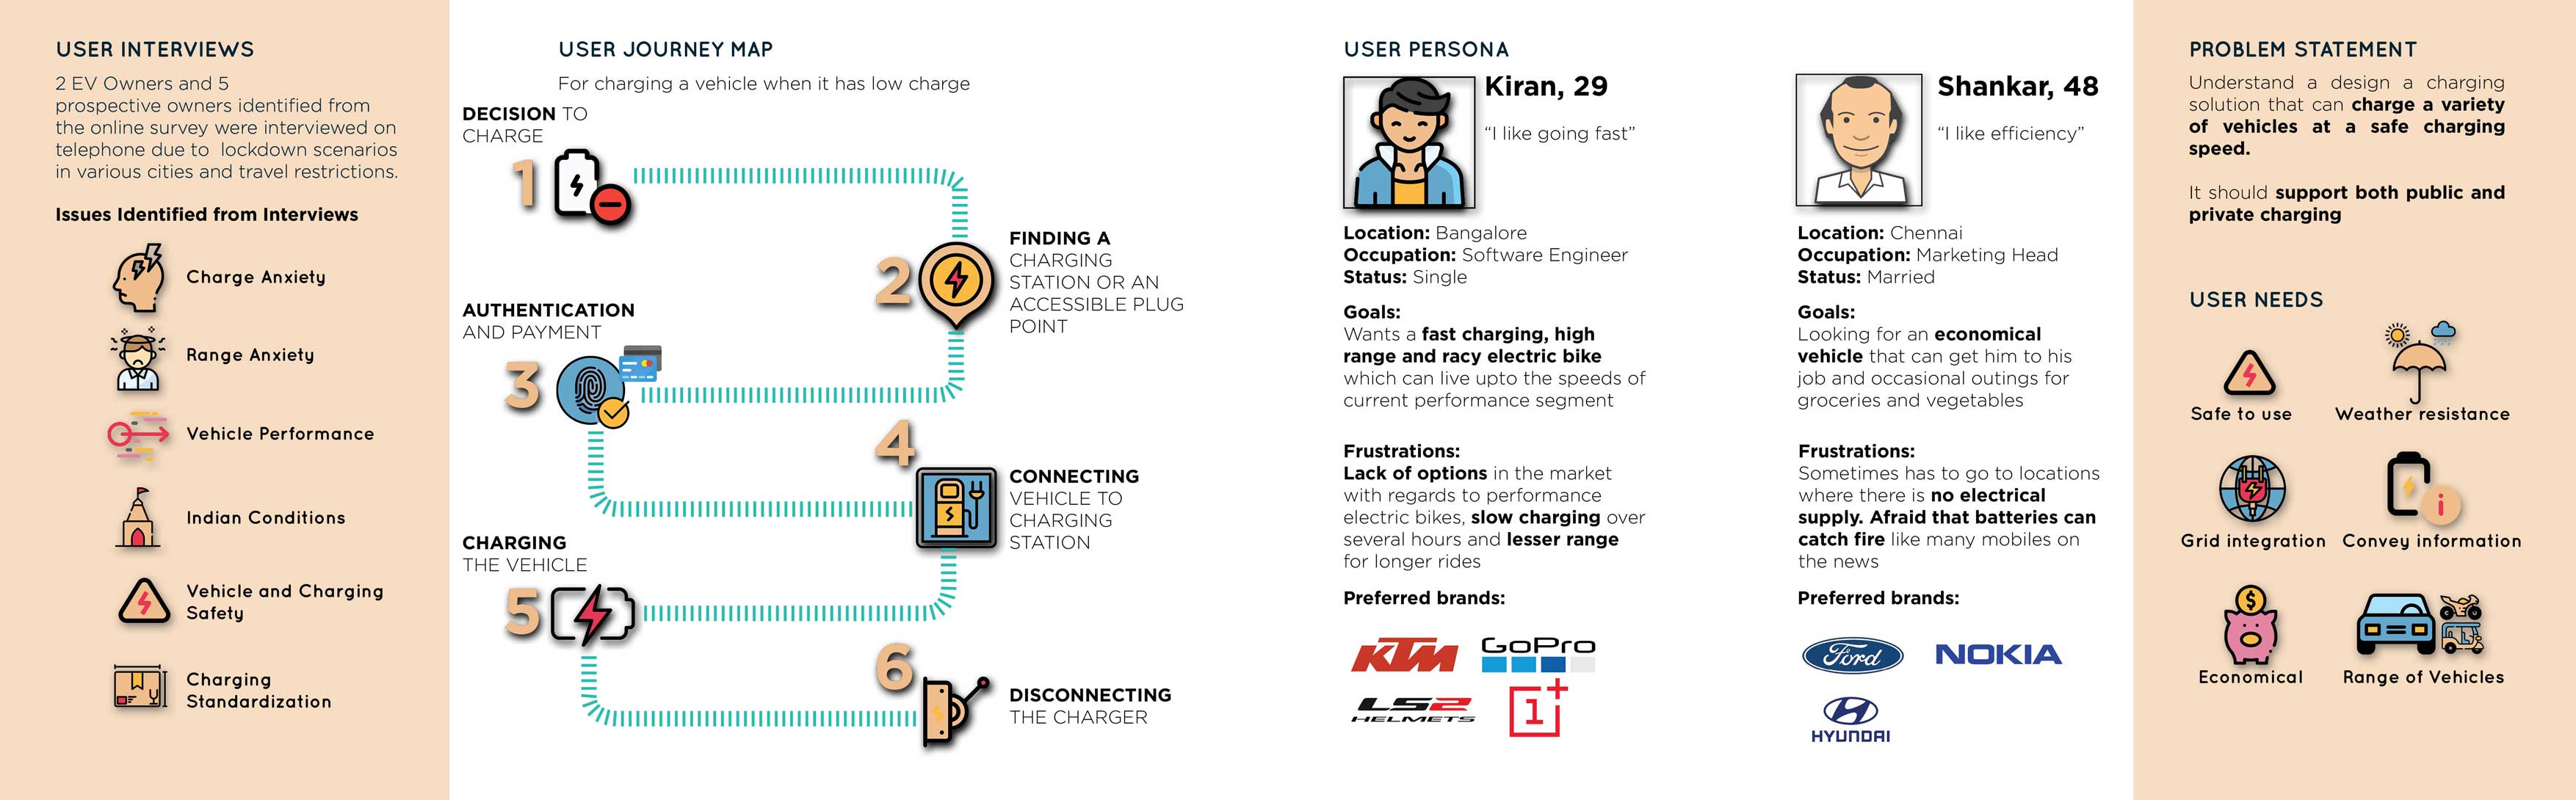 USER INTERVIEWS
2 EV Owners and 5
prospective owners identified from
the online survey were interviewed on
telephone due to lockdown scenarios
in various cities and travel restrictions.
Issues Identified from Interviews
Charge Anxiety
Range Anxiety
Vehicle Performance
Indian Conditions
Vehicle and Charging
Safety
Charging
Standardization
USER JOURNEY MAP
For charging a vehicle when it has low charge
DECISION TO
CHARGE
1
2
FINDING A
CHARGING
STATION OR AN
ACCESSIBLE PLUG
POINT
AUTHENTICATION
AND PAYMENT
3
4
CONNECTING
VEHICLE TO
CHARGING
STATION
CHARGING
THE VEHICLE
5
6
DISCONNECTING
THE CHARGER
USER PERSONA
Kiran, 29
“I like going fast”
Location: Bangalore
Occupation: Software Engineer
Status: Single
Goals:
Wants a fast charging, high
range and racy electric bike
which can live upto the speeds of
current performance segment
Frustrations:
Lack of options in the market
with regards to performance
electric bikes, slow charging over
several hours and lesser range
for longer rides
Preferred brands:
KTM
GoPro
LS2
HELMETS
1+
Shankar, 48
“I like efficiency”
Location: Chennai
Occupation: Marketing Head
Status: Married
Goals:
Looking for an economical
vehicle that can get him to his
job and occasional outings for
groceries and vegetables
Frustrations:
Sometimes has to go to locations
where there is no electrical
supply. Afraid that batteries can
catch fire like many mobiles on
the news
Preferred brands:
Ford
NOKIA
HYUNDAI
PROBLEM STATEMENT
Understand a design a charging
solution that can charge a variety
of vehicles at a safe charging
speed.
It should support both public and
private charging
USER NEEDS
Safe to use
Weather resistance
i
Grid integration
Convey information
$
Economical
Range of Vehicles